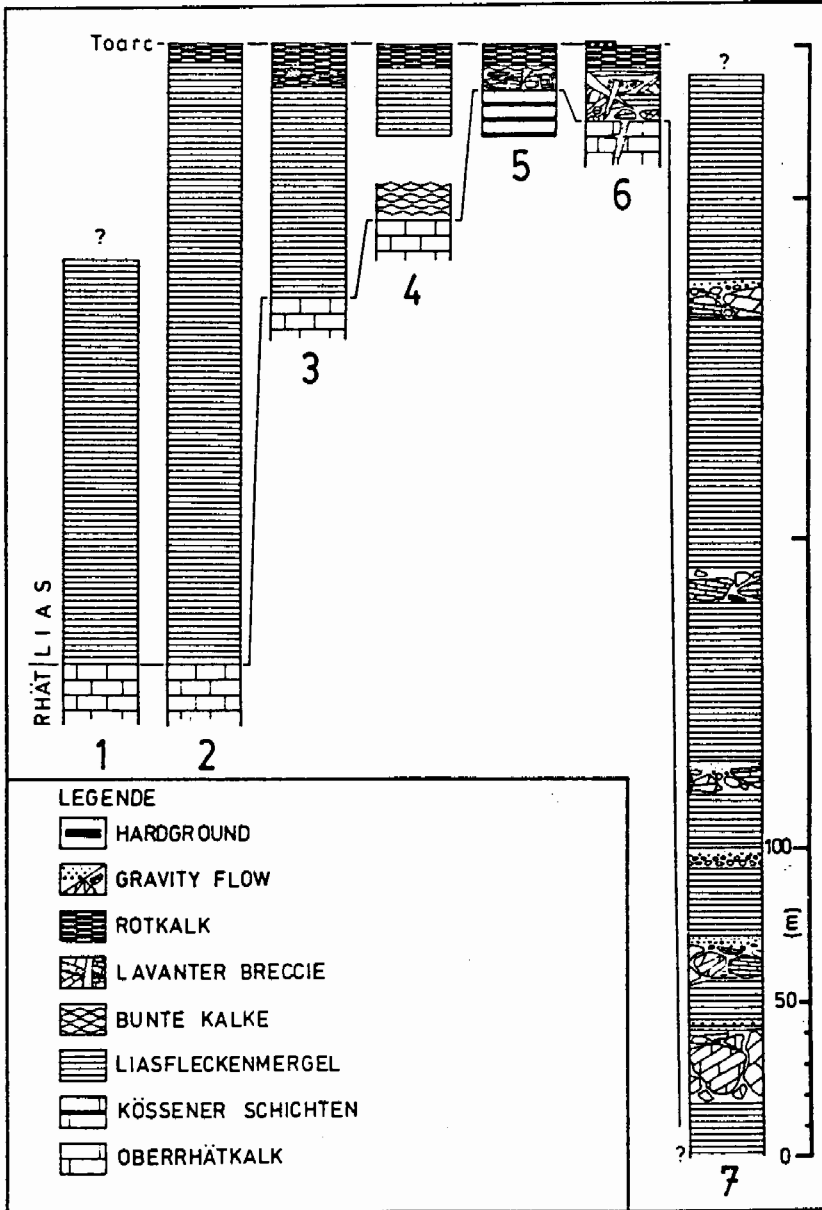 Toarc
?
?
5
6
4
3
RHÄT LIAS
1
2
7
?
100
(m)
50
0
LEGENDE
HARDGROUND
GRAVITY FLOW
ROTKALK
LAVANTER BRECCIE
BUNTE KALKE
LIASFLECKENMERGEL
KÖSSENER SCHICHTEN
OBERRHÄTKALK